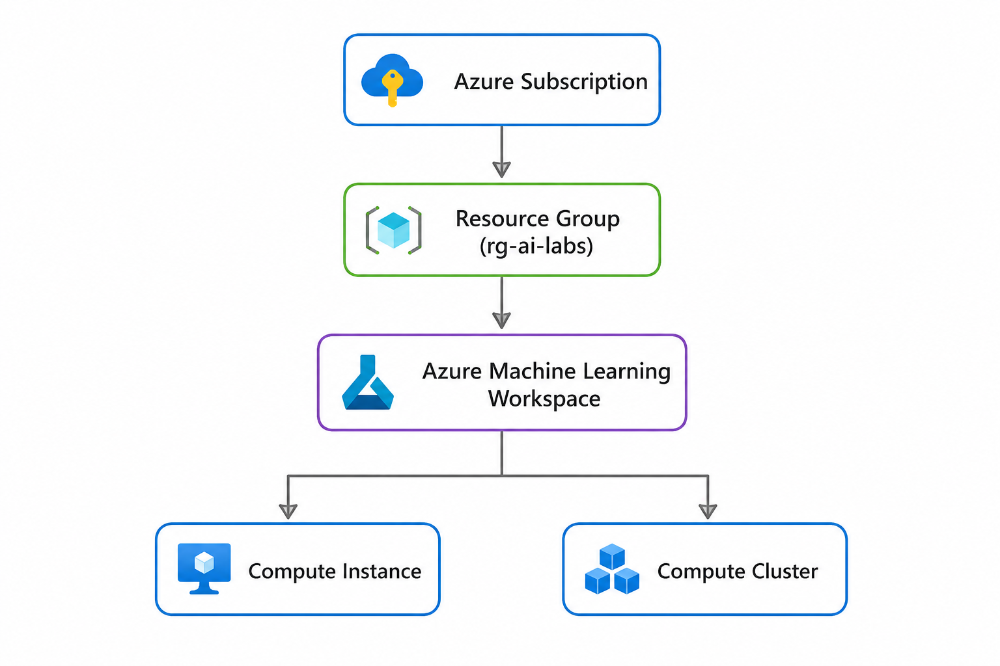 Azure Subscription
Resource Group
(rg-ai-labs)
Azure Machine Learning
Workspace
Compute Instance
Compute Cluster